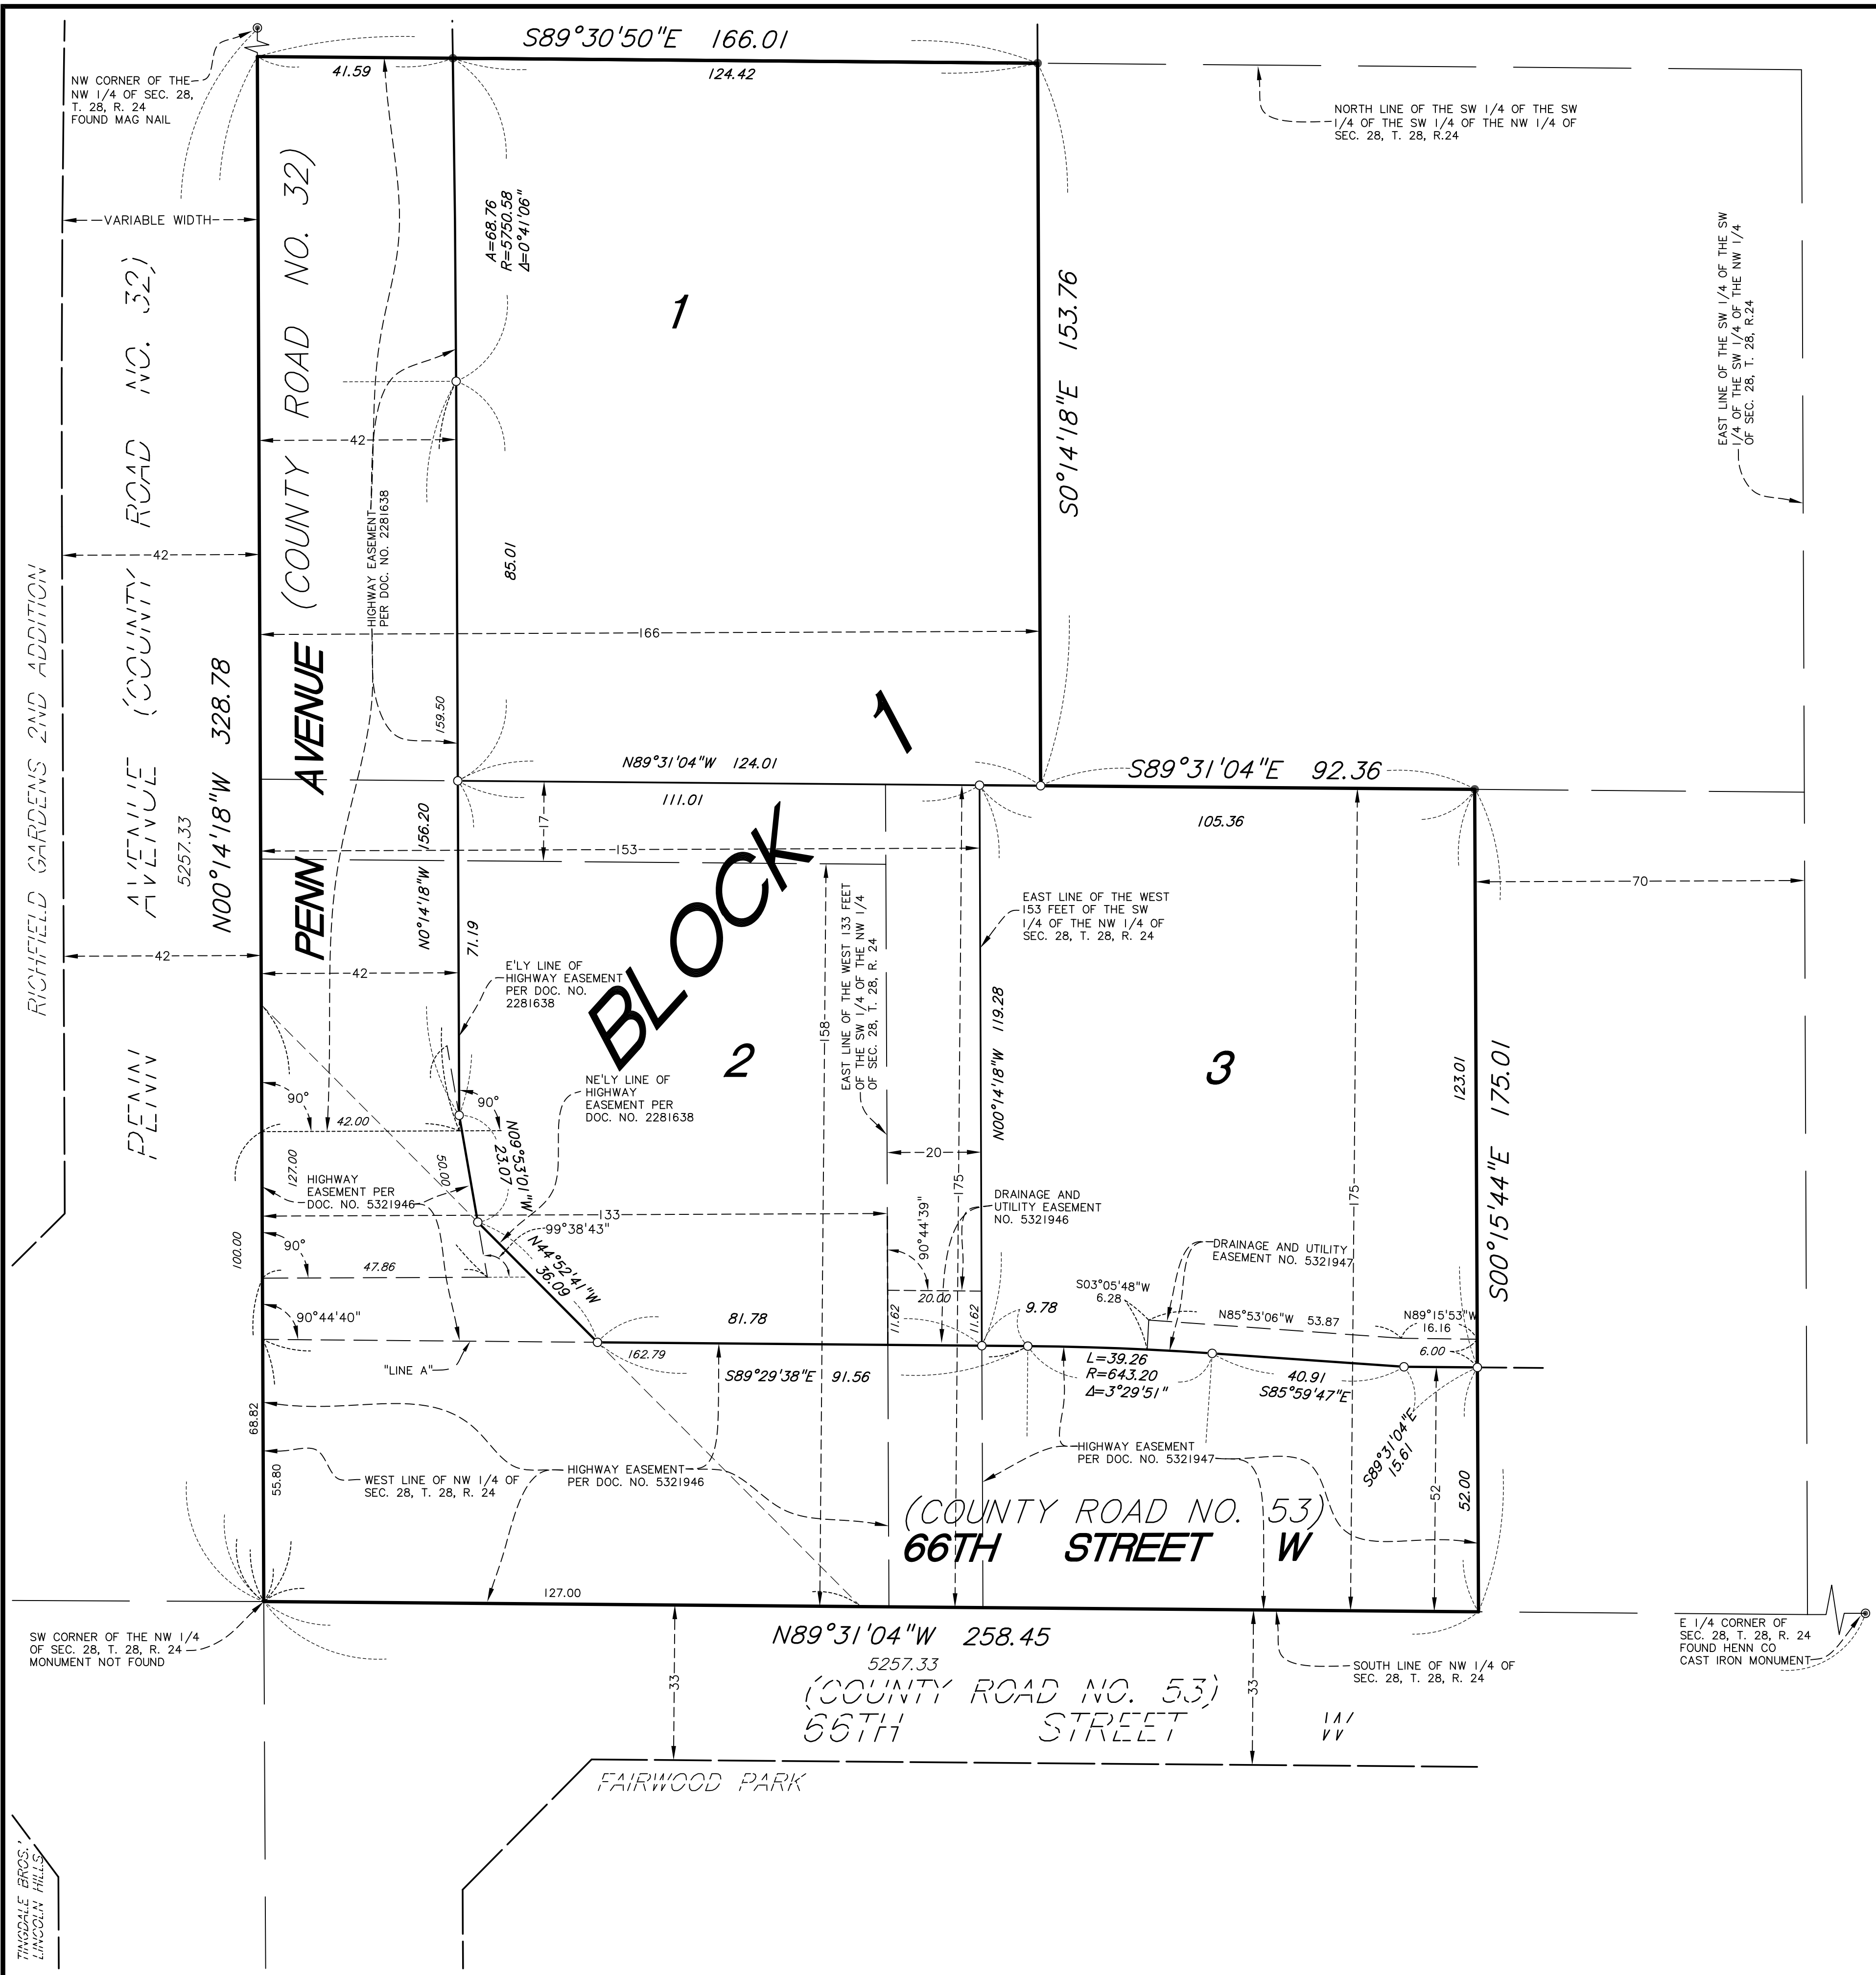 S89°30'50"E 166.01
41.59
124.42
NW CORNER OF THE
NW 1/4 OF SEC. 28,
T. 28, R. 24
FOUND MAG NAIL
NORTH LINE OF THE SW 1/4 OF THE SW
1/4 OF THE SW 1/4 OF THE NW 1/4 OF
SEC. 28, T. 28, R.24
VARIABLE WIDTH
A=68.76
R=5750.58
Δ=0°41'06"
1
S0°14'18"E 153.76
EAST LINE OF THE SW 1/4 OF THE SW
1/4 OF THE SW 1/4 OF THE NW 1/4
OF SEC. 28, T. 28, R.24
PENN AVENUE (COUNTY ROAD NO. 32)
PENN AVENUE (COUNTY ROAD NO. 32)
42
HIGHWAY EASEMENT
PER DOC. NO. 2281638
85.01
42
RICHFIELD GARDENS 2ND ADDITION
166
5257.33
N00°14'18"W 328.78
159.50
N89°31'04"W 124.01
111.01
S89°31'04"E 92.36
105.36
BLOCK 1
17
153
N0°14'18"W 156.20
71.19
42
42
70
EAST LINE OF THE WEST
153 FEET OF THE SW
1/4 OF THE NW 1/4 OF
SEC. 28, T. 28, R. 24
EAST LINE OF THE WEST 133 FEET
OF THE SW 1/4 OF THE NW 1/4
OF SEC. 28, T. 28, R. 24
E'LY LINE OF
HIGHWAY EASEMENT
PER DOC. NO.
2281638
158
2
3
N00°14'18"W 119.28
123.01
S00°15'44"E 175.01
NE'LY LINE OF
HIGHWAY
EASEMENT PER
DOC. NO. 2281638
90°
90°
42.00
N09°53'01"W
23.07
50.00
127.00
HIGHWAY
EASEMENT PER
DOC. NO. 5321946
20
175
175
DRAINAGE AND
UTILITY EASEMENT
NO. 5321946
133
99°38'43"
90°44'39"
100.00
90°
47.86
N44°52'41"W
36.09
DRAINAGE AND UTILITY
EASEMENT NO. 5321947
S03°05'48"W
6.28
N85°53'06"W 53.87
N89°15'53"W
16.16
6.00
20.00
11.62
11.62
9.78
90°44'40"
81.78
162.79
"LINE A"
S89°29'38"E 91.56
L=39.26
R=643.20
Δ=3°29'51"
40.91
S85°59'47"E
S89°31'04"E
15.61
68.82
55.80
WEST LINE OF NW 1/4 OF
SEC. 28, T. 28, R. 24
HIGHWAY EASEMENT
PER DOC. NO. 5321946
HIGHWAY EASEMENT
PER DOC. NO. 5321947
52
52.00
(COUNTY ROAD NO. 53)
66TH STREET W
127.00
SW CORNER OF THE NW 1/4
OF SEC. 28, T. 28, R. 24
MONUMENT NOT FOUND
N89°31'04"W 258.45
5257.33
E 1/4 CORNER OF
SEC. 28, T. 28, R. 24
FOUND HENN CO
CAST IRON MONUMENT
33
33
SOUTH LINE OF NW 1/4 OF
SEC. 28, T. 28, R. 24
(COUNTY ROAD NO. 53)
66TH STREET W
FAIRWOOD PARK
TINGDALE BROS.'
LINCOLN HILLS